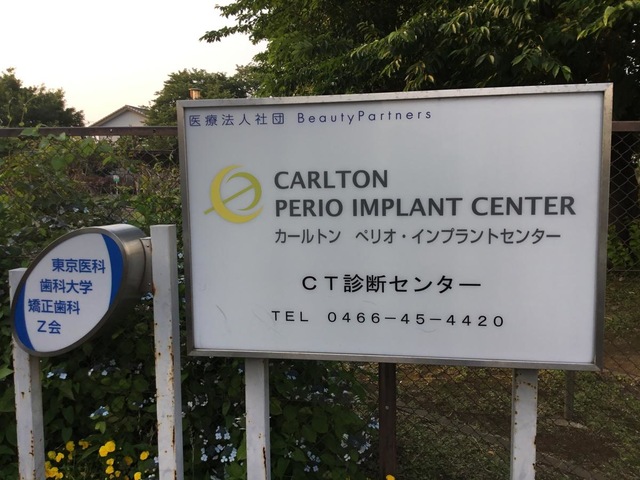 医療法人社団 BeautyPartners
CARLTON
PERIO IMPLANT CENTER
カールトン ペリオ・インプラントセンター
CT診断センター
TEL 0466-45-4420
東京医科
歯科大学
矯正歯科
Z会